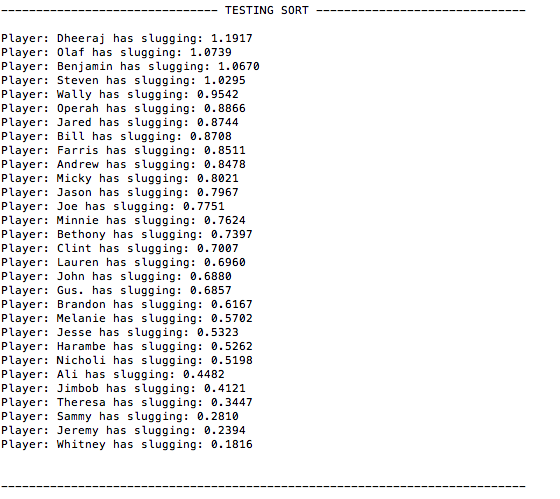 ------------------------------- TESTING SORT ------------------------------
Player: Dheeraj has slugging: 1.1917
Player: Olaf has slugging: 1.0739
Player: Benjamin has slugging: 1.0670
Player: Steven has slugging: 1.0295
Player: Wally has slugging: 0.9542
Player: Operah has slugging: 0.8866
Player: Jared has slugging: 0.8744
Player: Bill has slugging: 0.8708
Player: Farris has slugging: 0.8511
Player: Andrew has slugging: 0.8478
Player: Micky has slugging: 0.8021
Player: Jason has slugging: 0.7967
Player: Joe has slugging: 0.7751
Player: Minnie has slugging: 0.7624
Player: Bethony has slugging: 0.7397
Player: Clint has slugging: 0.7007
Player: Lauren has slugging: 0.6960
Player: John has slugging: 0.6880
Player: Gus. has slugging: 0.6857
Player: Brandon has slugging: 0.6167
Player: Melanie has slugging: 0.5702
Player: Jesse has slugging: 0.5323
Player: Harambe has slugging: 0.5262
Player: Nicholi has slugging: 0.5198
Player: Ali has slugging: 0.4482
Player: Jimbob has slugging: 0.4121
Player: Theresa has slugging: 0.3447
Player: Sammy has slugging: 0.2810
Player: Jeremy has slugging: 0.2394
Player: Whitney has slugging: 0.1816
---------------------------------------------------------------------------